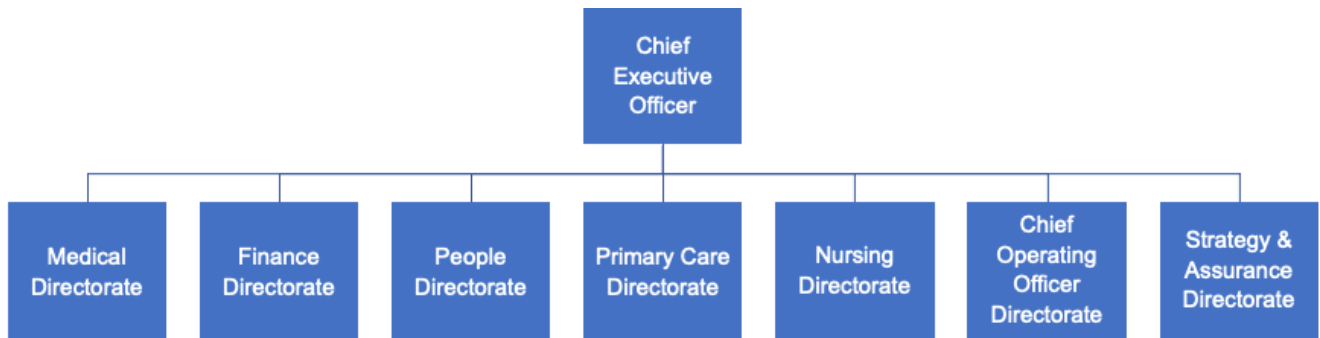 Chief
Executive
Officer
Medical
Directorate
Finance
Directorate
People
Directorate
Primary Care
Directorate
Nursing
Directorate
Chief
Operating
Officer
Directorate
Strategy &
Assurance
Directorate